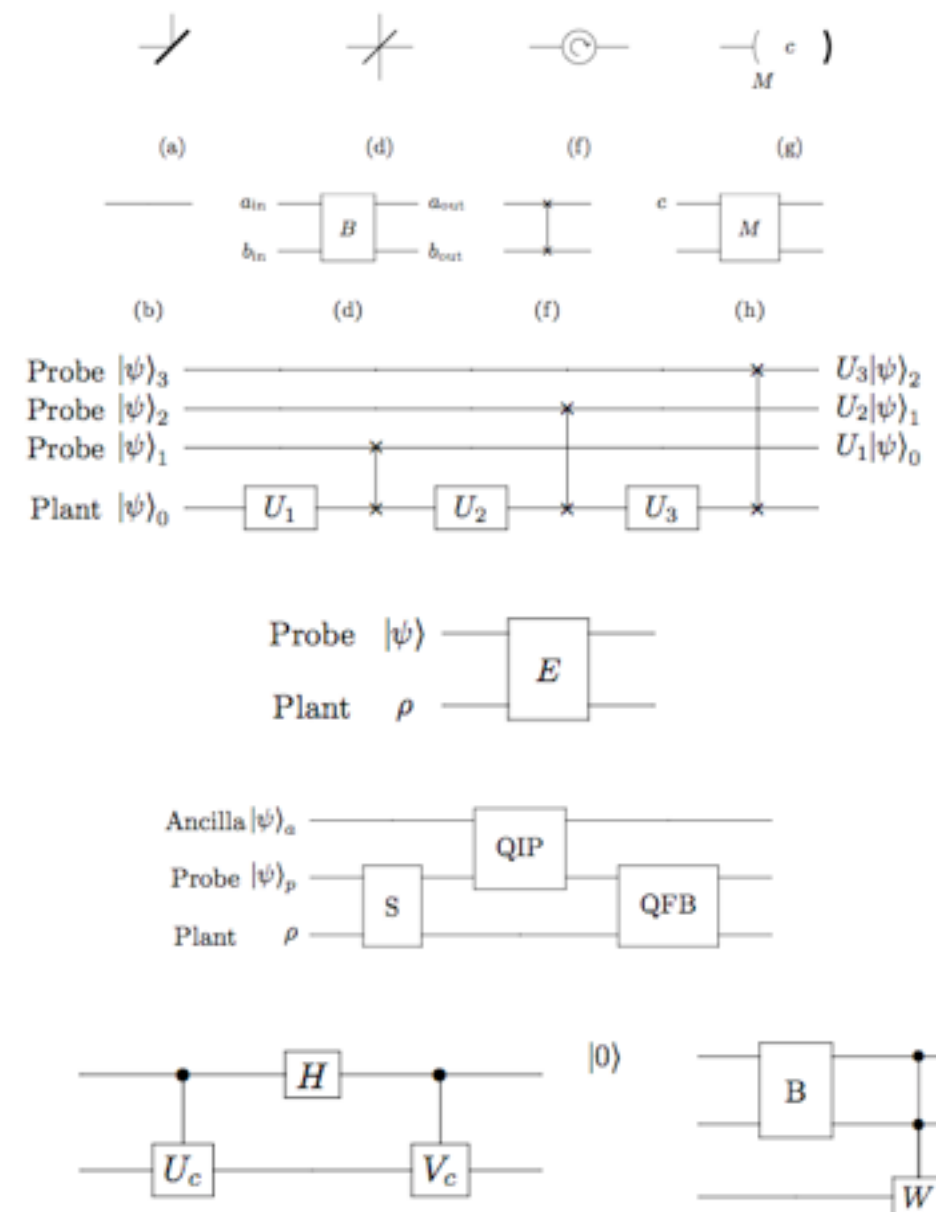 c
M
(a) (d) (f) (g)
a_in a_out c
B M
b_in b_out
(b) (d) (f) (h)
Probe |ψ⟩_3 U_3|ψ⟩_2
Probe |ψ⟩_2 U_2|ψ⟩_1
Probe |ψ⟩_1 U_1|ψ⟩_0
Plant |ψ⟩_0 U_1 U_2 U_3
Probe |ψ⟩
E
Plant ρ
Ancilla |ψ⟩_a
QIP
Probe |ψ⟩_p
S QFB
Plant ρ
H |0⟩
B
U_c V_c
W